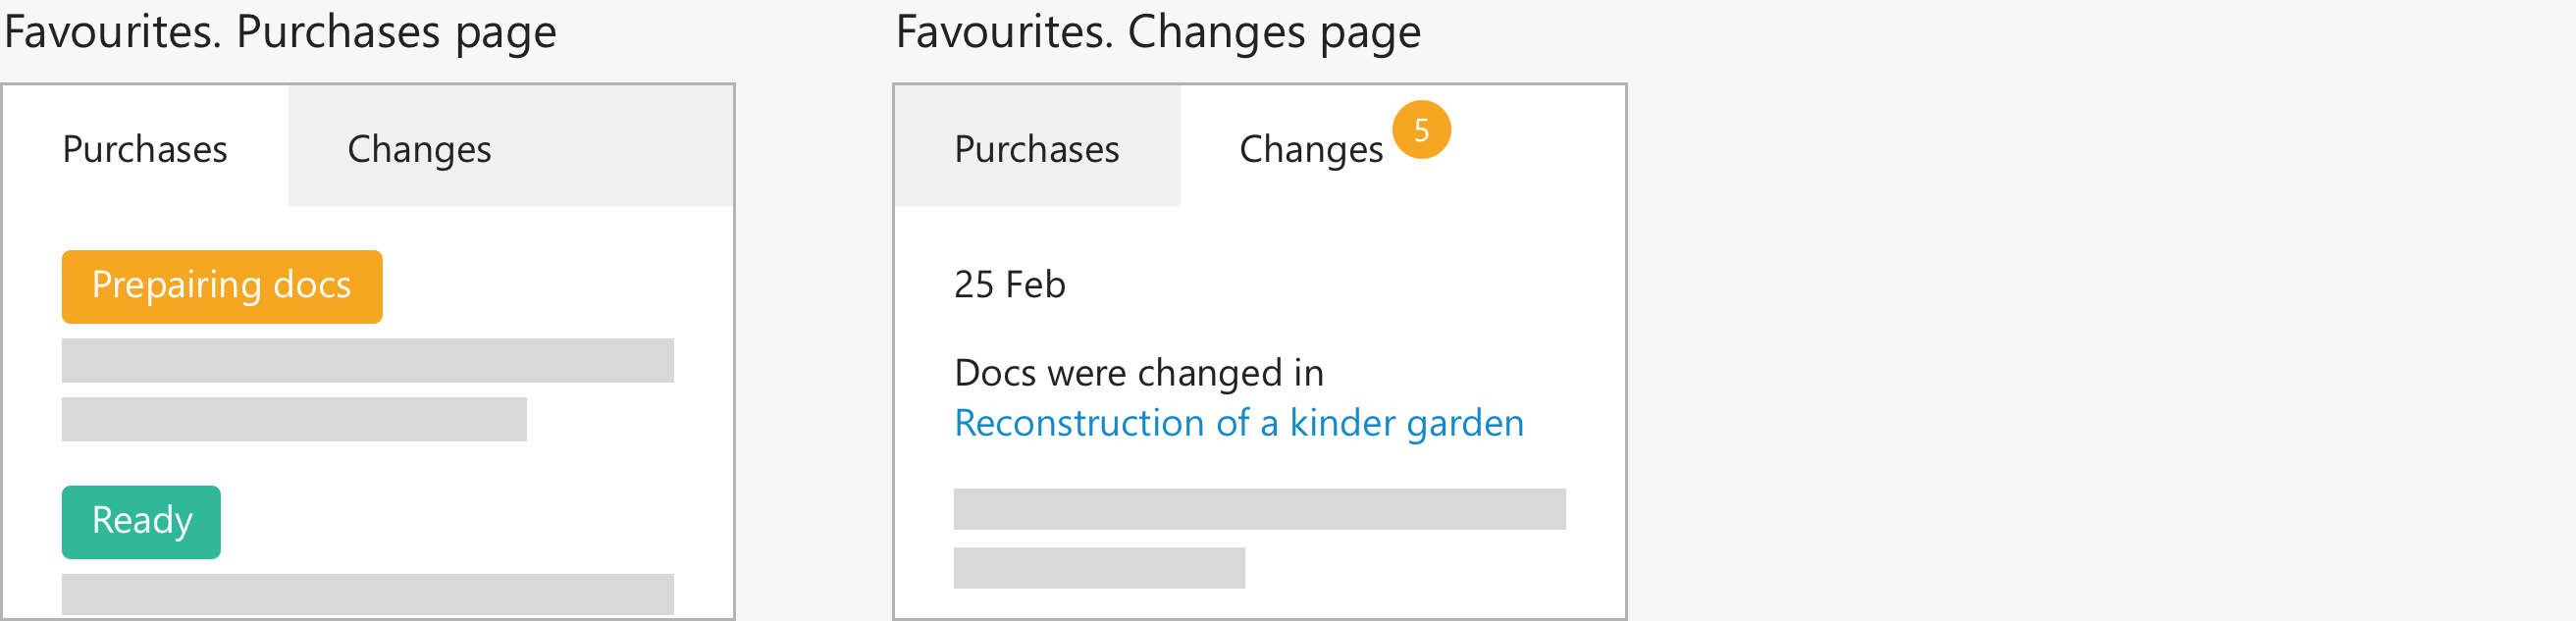 Favourites. Purchases page
Purchases
Changes
Prepairing docs
Ready
Favourites. Changes page
Purchases
Changes
5
25 Feb
Docs were changed in
Reconstruction of a kinder garden